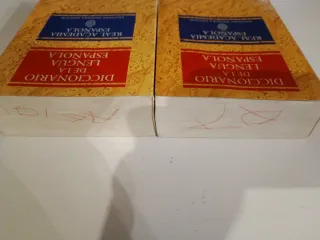 DICCIONARIO
DE LA
LENGUA
ESPAÑOLA
REAL ACADEMIA
ESPAÑOLA
DICCIONARIO
DE LA
LENGUA
ESPAÑOLA
REAL ACADEMIA
ESPAÑOLA